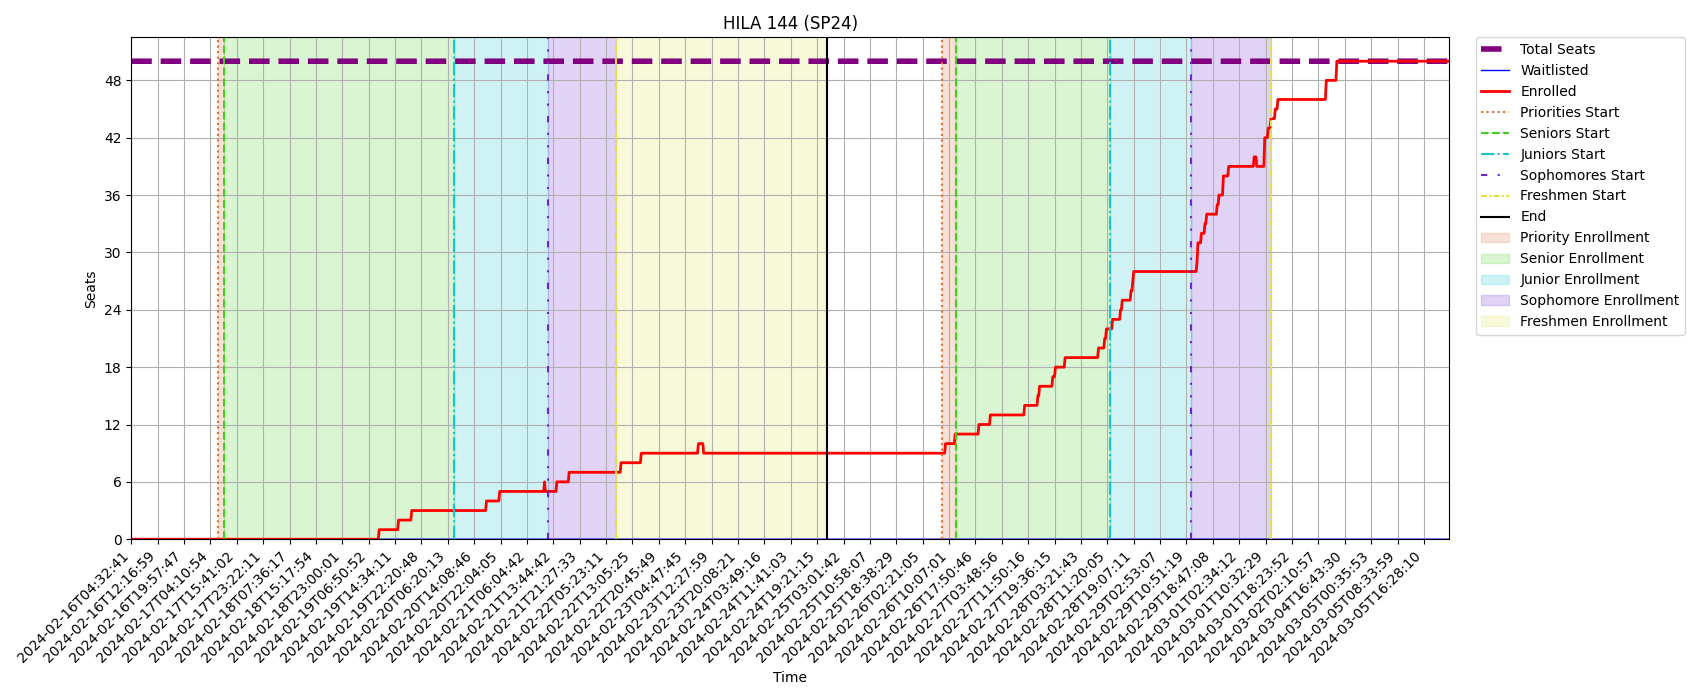 HILA 144 (SP24)
Total Seats
Waitlisted
Enrolled
Priorities Start
Seniors Start
Juniors Start
Sophomores Start
Freshmen Start
End
Priority Enrollment
Senior Enrollment
Junior Enrollment
Sophomore Enrollment
Freshmen Enrollment
Seats
48
42
36
30
24
18
12
6
0
2024-02-16T04:32:41
2024-02-16T12:16:59
2024-02-16T19:57:47
2024-02-17T04:10:54
2024-02-17T15:41:02
2024-02-17T23:22:11
2024-02-18T07:36:17
2024-02-18T15:17:54
2024-02-18T23:00:01
2024-02-19T06:50:52
2024-02-19T14:34:11
2024-02-19T22:20:48
2024-02-20T06:20:13
2024-02-20T14:08:46
2024-02-20T22:04:05
2024-02-21T06:04:42
2024-02-21T13:44:42
2024-02-21T21:27:33
2024-02-22T05:23:11
2024-02-22T13:05:25
2024-02-22T20:45:49
2024-02-23T04:47:45
2024-02-23T12:27:59
2024-02-23T20:08:21
2024-02-24T03:49:16
2024-02-24T11:41:03
2024-02-24T19:21:15
2024-02-25T03:01:42
2024-02-25T10:58:07
2024-02-25T18:38:29
2024-02-26T02:21:05
2024-02-26T10:07:01
2024-02-26T17:50:46
2024-02-27T03:48:56
2024-02-27T11:50:16
2024-02-27T19:36:15
2024-02-28T03:21:43
2024-02-28T11:20:05
2024-02-28T19:07:11
2024-02-29T02:53:07
2024-02-29T10:51:19
2024-02-29T18:47:08
2024-03-01T02:34:12
2024-03-01T10:32:29
2024-03-01T18:23:52
2024-03-02T02:10:57
2024-03-04T16:43:30
2024-03-05T00:35:53
2024-03-05T08:33:59
2024-03-05T16:28:10
Time